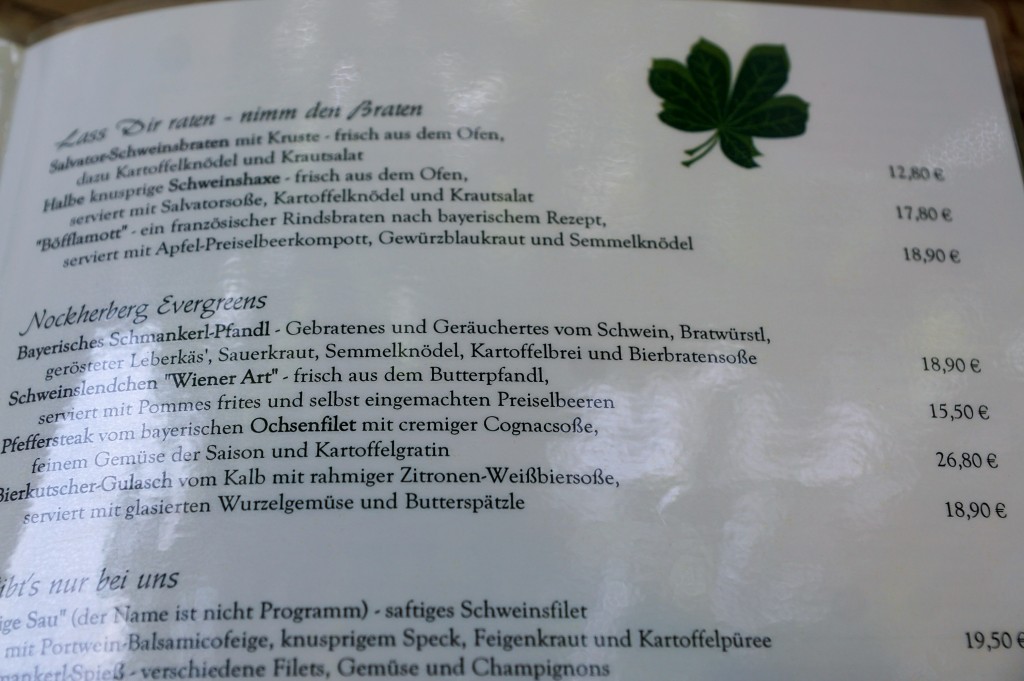 Lass Dir raten - nimm den Braten
Salvator-Schweinsbraten mit Kruste - frisch aus dem Ofen,
dazu Kartoffelknödel und Krautsalat 12,80 €
Halbe knusprige Schweinshaxe - frisch aus dem Ofen,
serviert mit Salvatorsoße, Kartoffelknödel und Krautsalat 17,80 €
"Böfflamott" - ein französischer Rindsbraten nach bayerischem Rezept,
serviert mit Apfel-Preiselbeerkompott, Gewürzblaukraut und Semmelknödel 18,90 €
Nockherberg Evergreens
Bayerisches Schmankerl-Pfandl - Gebratenes und Geräuchertes vom Schwein, Bratwürstl,
gerösteter Leberkäs', Sauerkraut, Semmelknödel, Kartoffelbrei und Bierbratensoße 18,90 €
Schweinslendchen "Wiener Art" - frisch aus dem Butterpfandl,
serviert mit Pommes frites und selbst eingemachten Preiselbeeren 15,50 €
Pfeffersteak vom bayerischen Ochsenfilet mit cremiger Cognacsoße,
feinem Gemüse der Saison und Kartoffelgratin 26,80 €
Bierkutscher-Gulasch vom Kalb mit rahmiger Zitronen-Weißbiersoße,
serviert mit glasierten Wurzelgemüse und Butterspätzle 18,90 €
ibt's nur bei uns
ige Sau" (der Name ist nicht Programm) - saftiges Schweinsfilet
mit Portwein-Balsamicofeige, knusprigem Speck, Feigenkraut und Kartoffelpüree 19,50 €
mankerl-Spieß - verschiedene Filets, Gemüse und Champignons